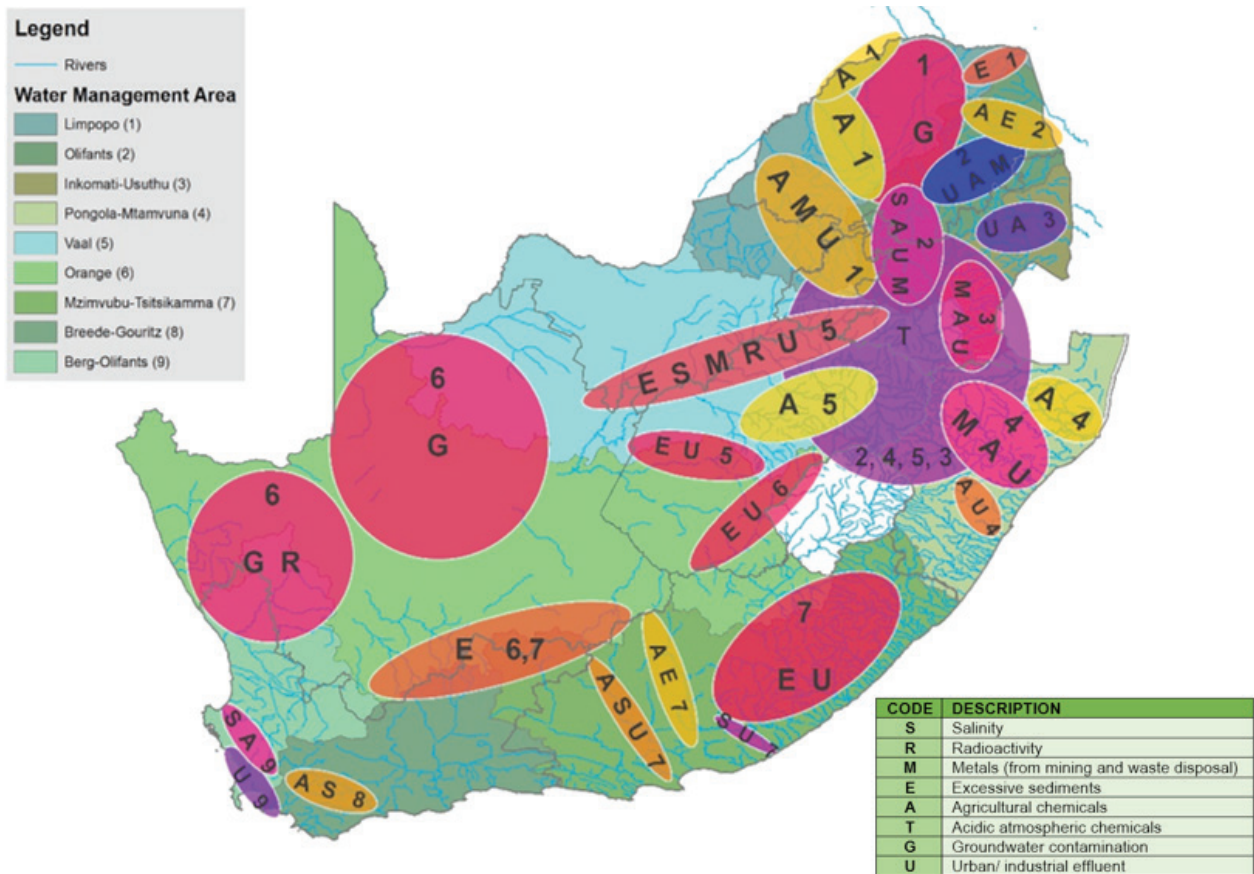 Legend
Rivers
Water Management Area
Limpopo (1)
Olifants (2)
Inkomati-Usuthu (3)
Pongola-Mtamvuna (4)
Vaal (5)
Orange (6)
Mzimvubu-Tsitsikamma (7)
Breede-Gouritz (8)
Berg-Olifants (9)
A 1
1
G
E 1
A 1
A E 2
2
U A M
A M U 1
S A U M
2
U A 3
T
M A U
3
E S M R U 5
A 5
2, 4, 5, 3
4
M A U
A 4
E U 5
E U 6
A U 4
6
G
6
G R
7
E U
E 6,7
A E 7
A S U 7
S U 7
S A 9
U 9
A S 8
CODE DESCRIPTION
S Salinity
R Radioactivity
M Metals (from mining and waste disposal)
E Excessive sediments
A Agricultural chemicals
T Acidic atmospheric chemicals
G Groundwater contamination
U Urban/ industrial effluent